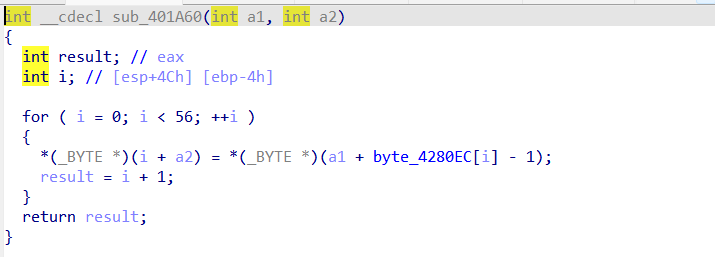 int __cdecl sub_401A60(int a1, int a2)
{
  int result; // eax
  int i; // [esp+4Ch] [ebp-4h]

  for ( i = 0; i < 56; ++i )
  {
    *(_BYTE *)(i + a2) = *(_BYTE *)(a1 + byte_4280EC[i] - 1);
    result = i + 1;
  }
  return result;
}